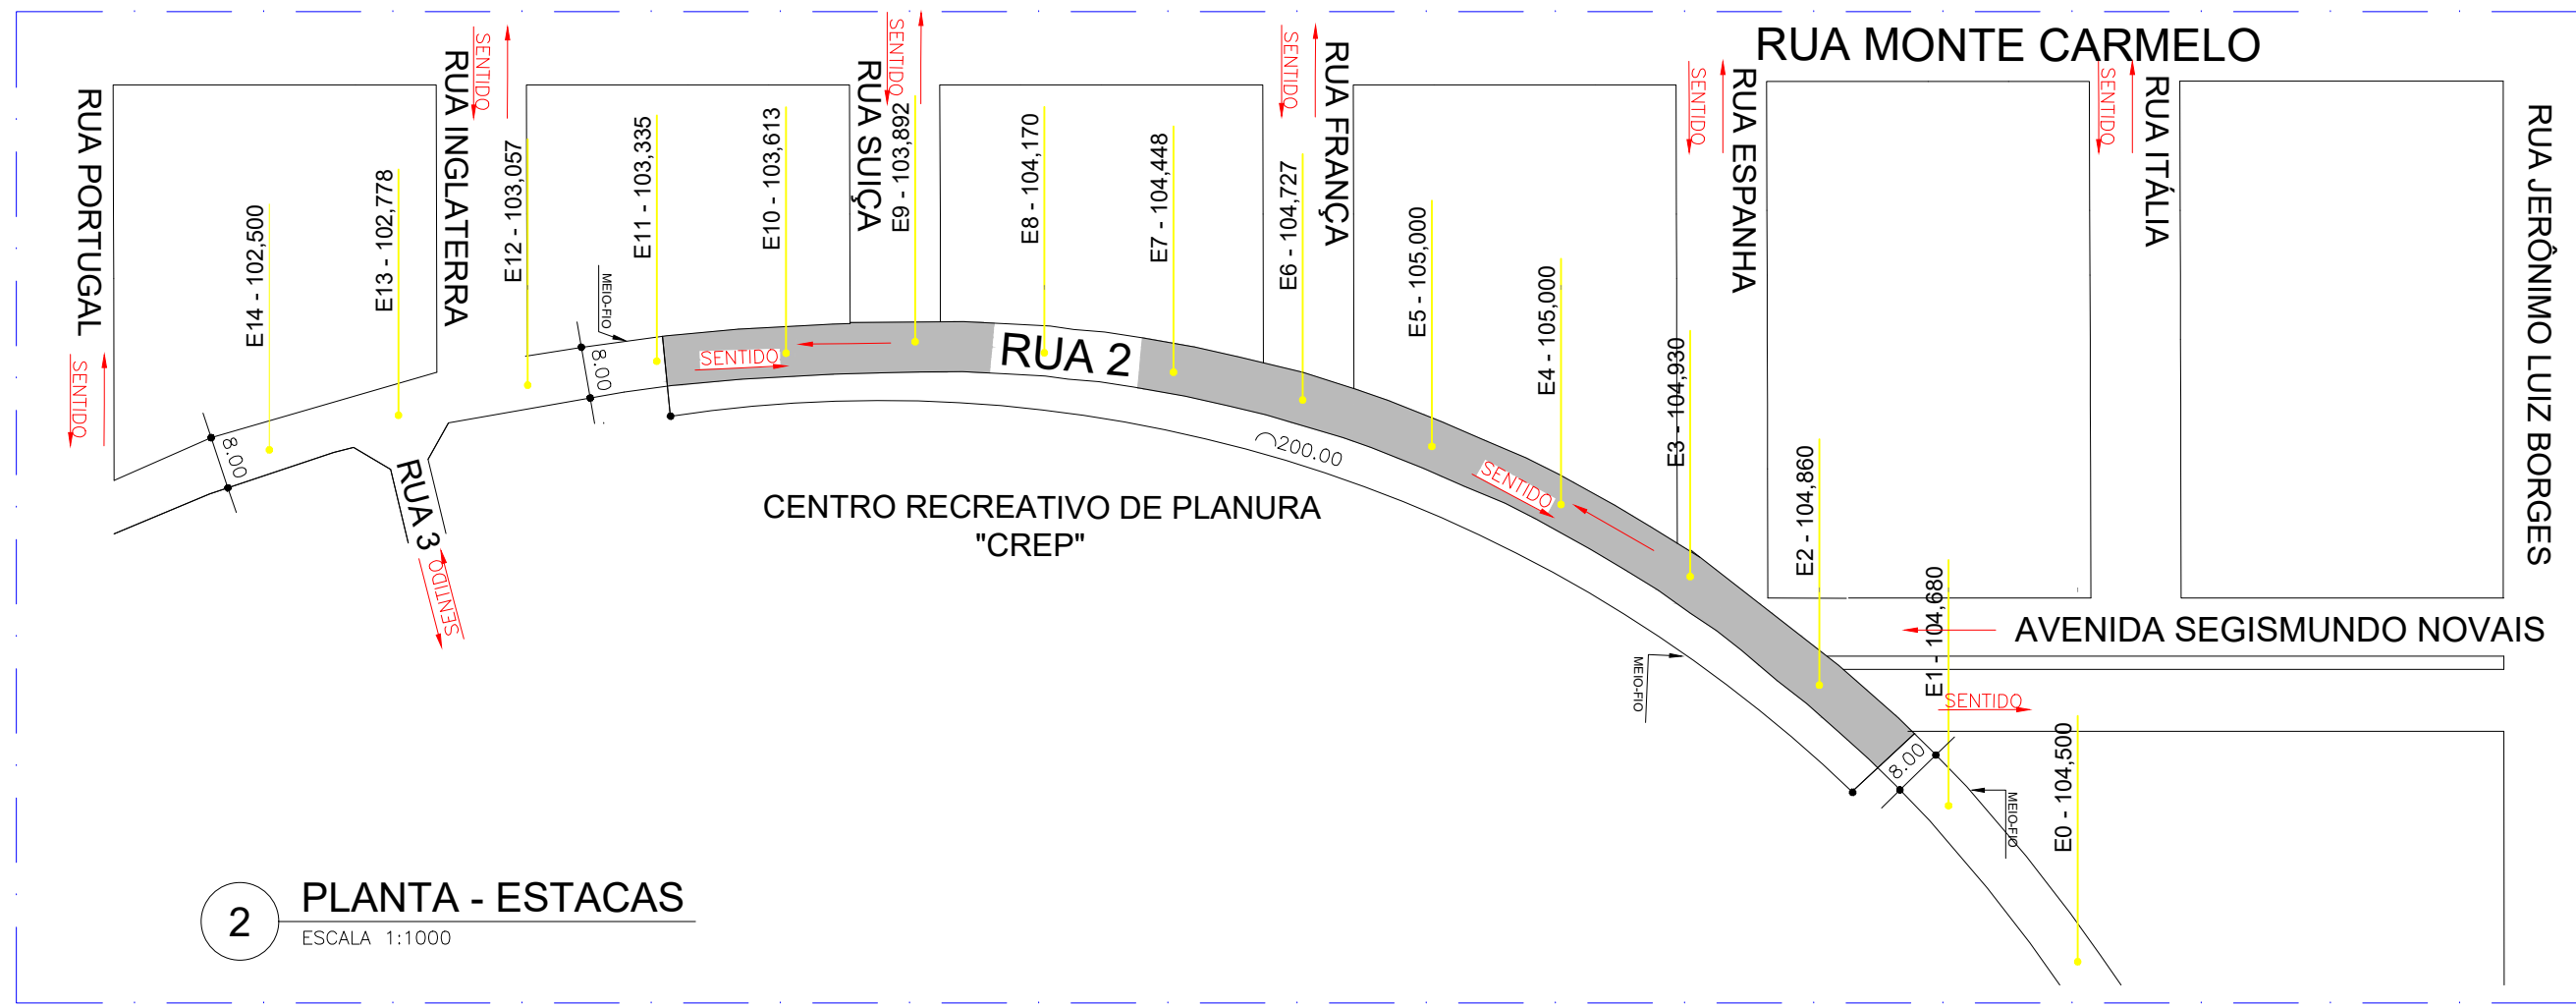 RUA MONTE CARMELO
RUA PORTUGAL
SENTIDO
E14 - 102,500
E13 - 102,778
RUA INGLATERRA
SENTIDO
E12 - 103,057
MEIO-FIO
E11 - 103,335
E10 - 103,613
RUA SUIÇA
SENTIDO
E9 - 103,892
E8 - 104,170
E7 - 104,448
SENTIDO
E6 - 104,727
RUA FRANÇA
E5 - 105,000
E4 - 105,000
E3 - 104,930
SENTIDO
RUA ESPANHA
E2 - 104,860
E1 - 104,680
SENTIDO
RUA ITÁLIA
RUA JERÔNIMO LUIZ BORGES
8.00
8.00
SENTIDO
RUA 2
200.00
SENTIDO
RUA 3
SENTIDO
CENTRO RECREATIVO DE PLANURA
"CREP"
AVENIDA SEGISMUNDO NOVAIS
MEIO-FIO
SENTIDO
8.00
MEIO-FIO
E0 - 104,500
2
PLANTA - ESTACAS
ESCALA 1:1000